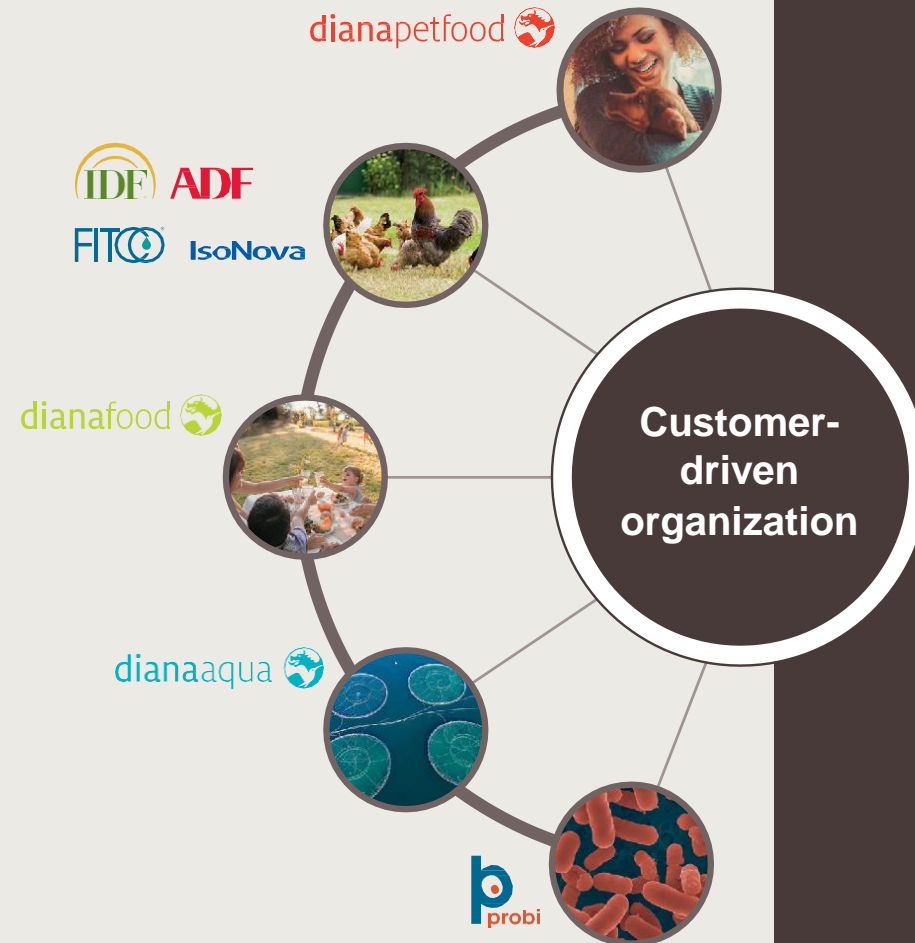 dianapetfood
IDF ADF
FITCO IsoNova
dianafood
dianaaqua
probi
Customer-
driven
organization